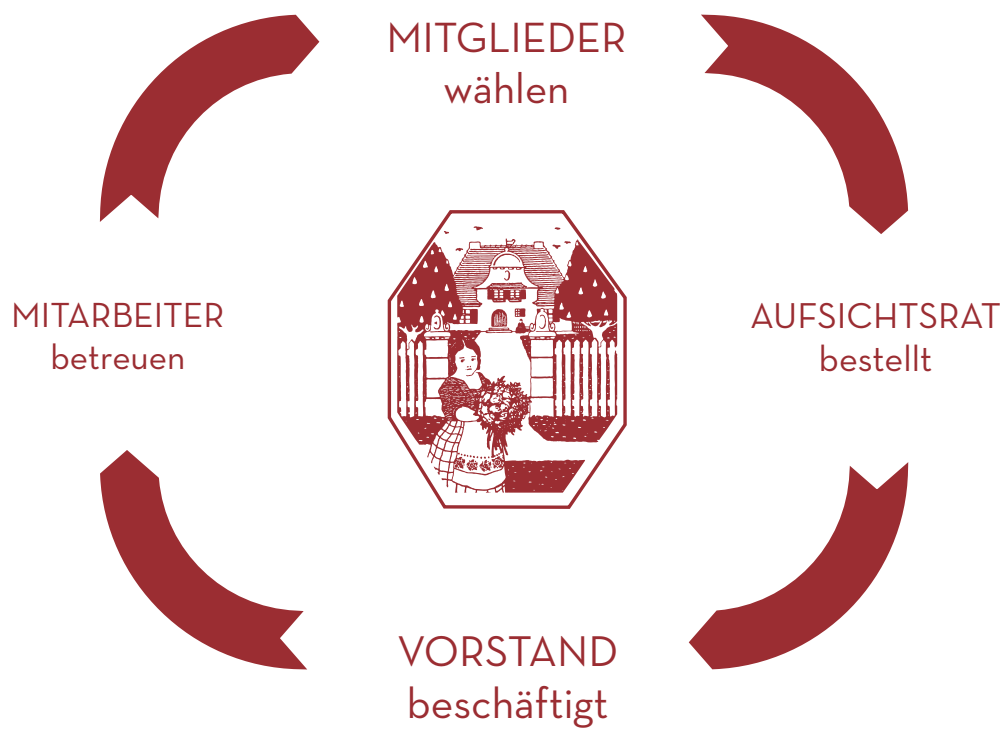 MITGLIEDER
wählen
MITARBEITER
betreuen
AUFSICHTSRAT
bestellt
VORSTAND
beschäftigt